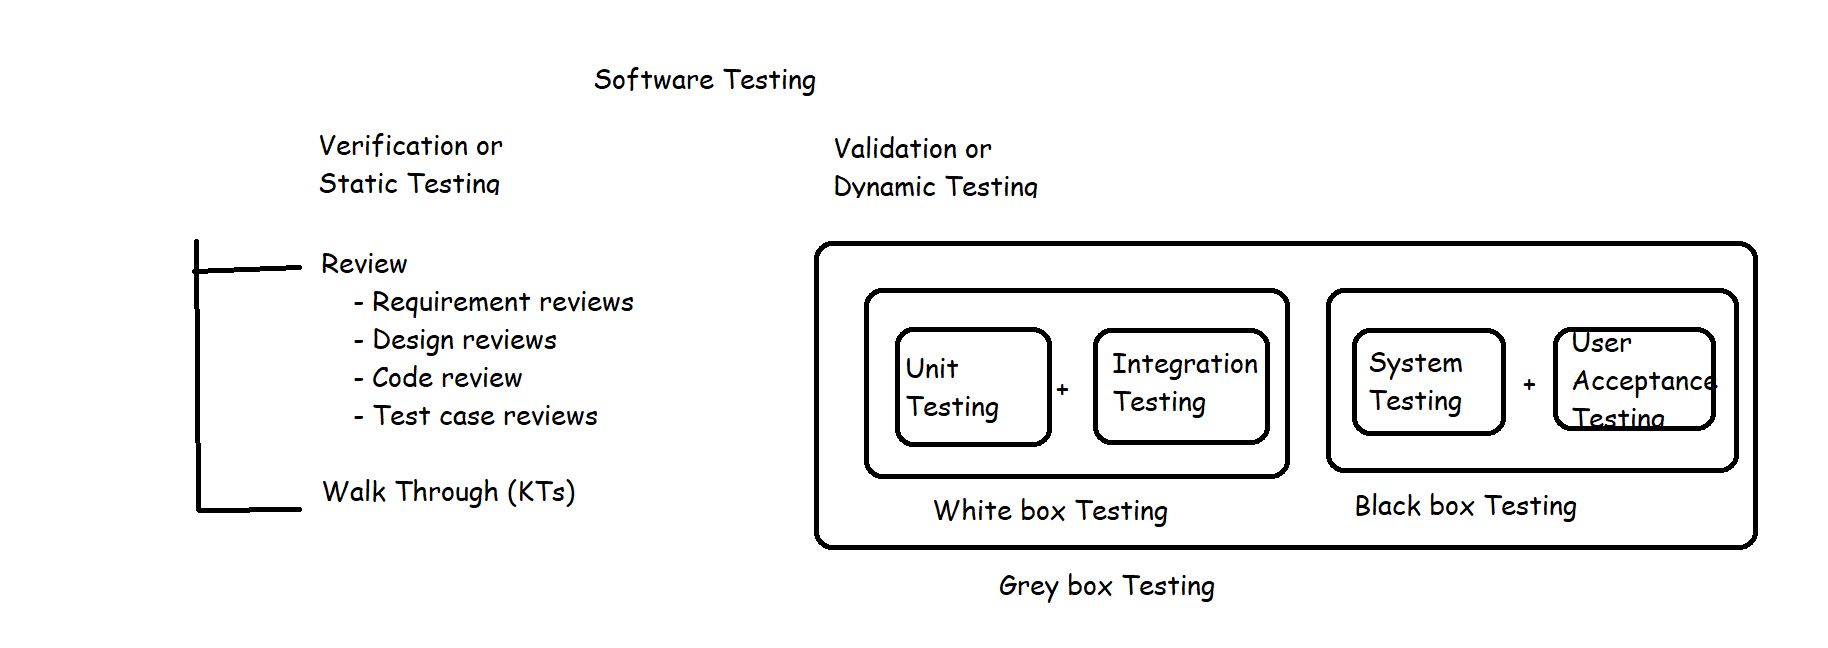 Software Testing
Verification or
Static Testing
Validation or
Dynamic Testing
Review
- Requirement reviews
- Design reviews
- Code review
- Test case reviews
Walk Through (KTs)
Unit
Testing
+
Integration
Testing
System
Testing
+
User
Acceptance
Testing
White box Testing
Black box Testing
Grey box Testing